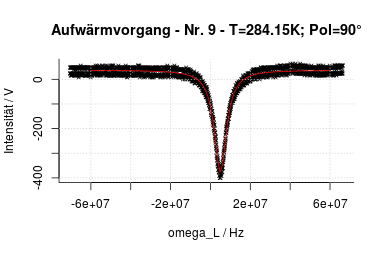 Aufwärmvorgang - Nr. 9 - T=284.15K; Pol=90°
Intensität / V
0
-200
-400
-6e+07 -2e+07 2e+07 6e+07
omega_L / Hz